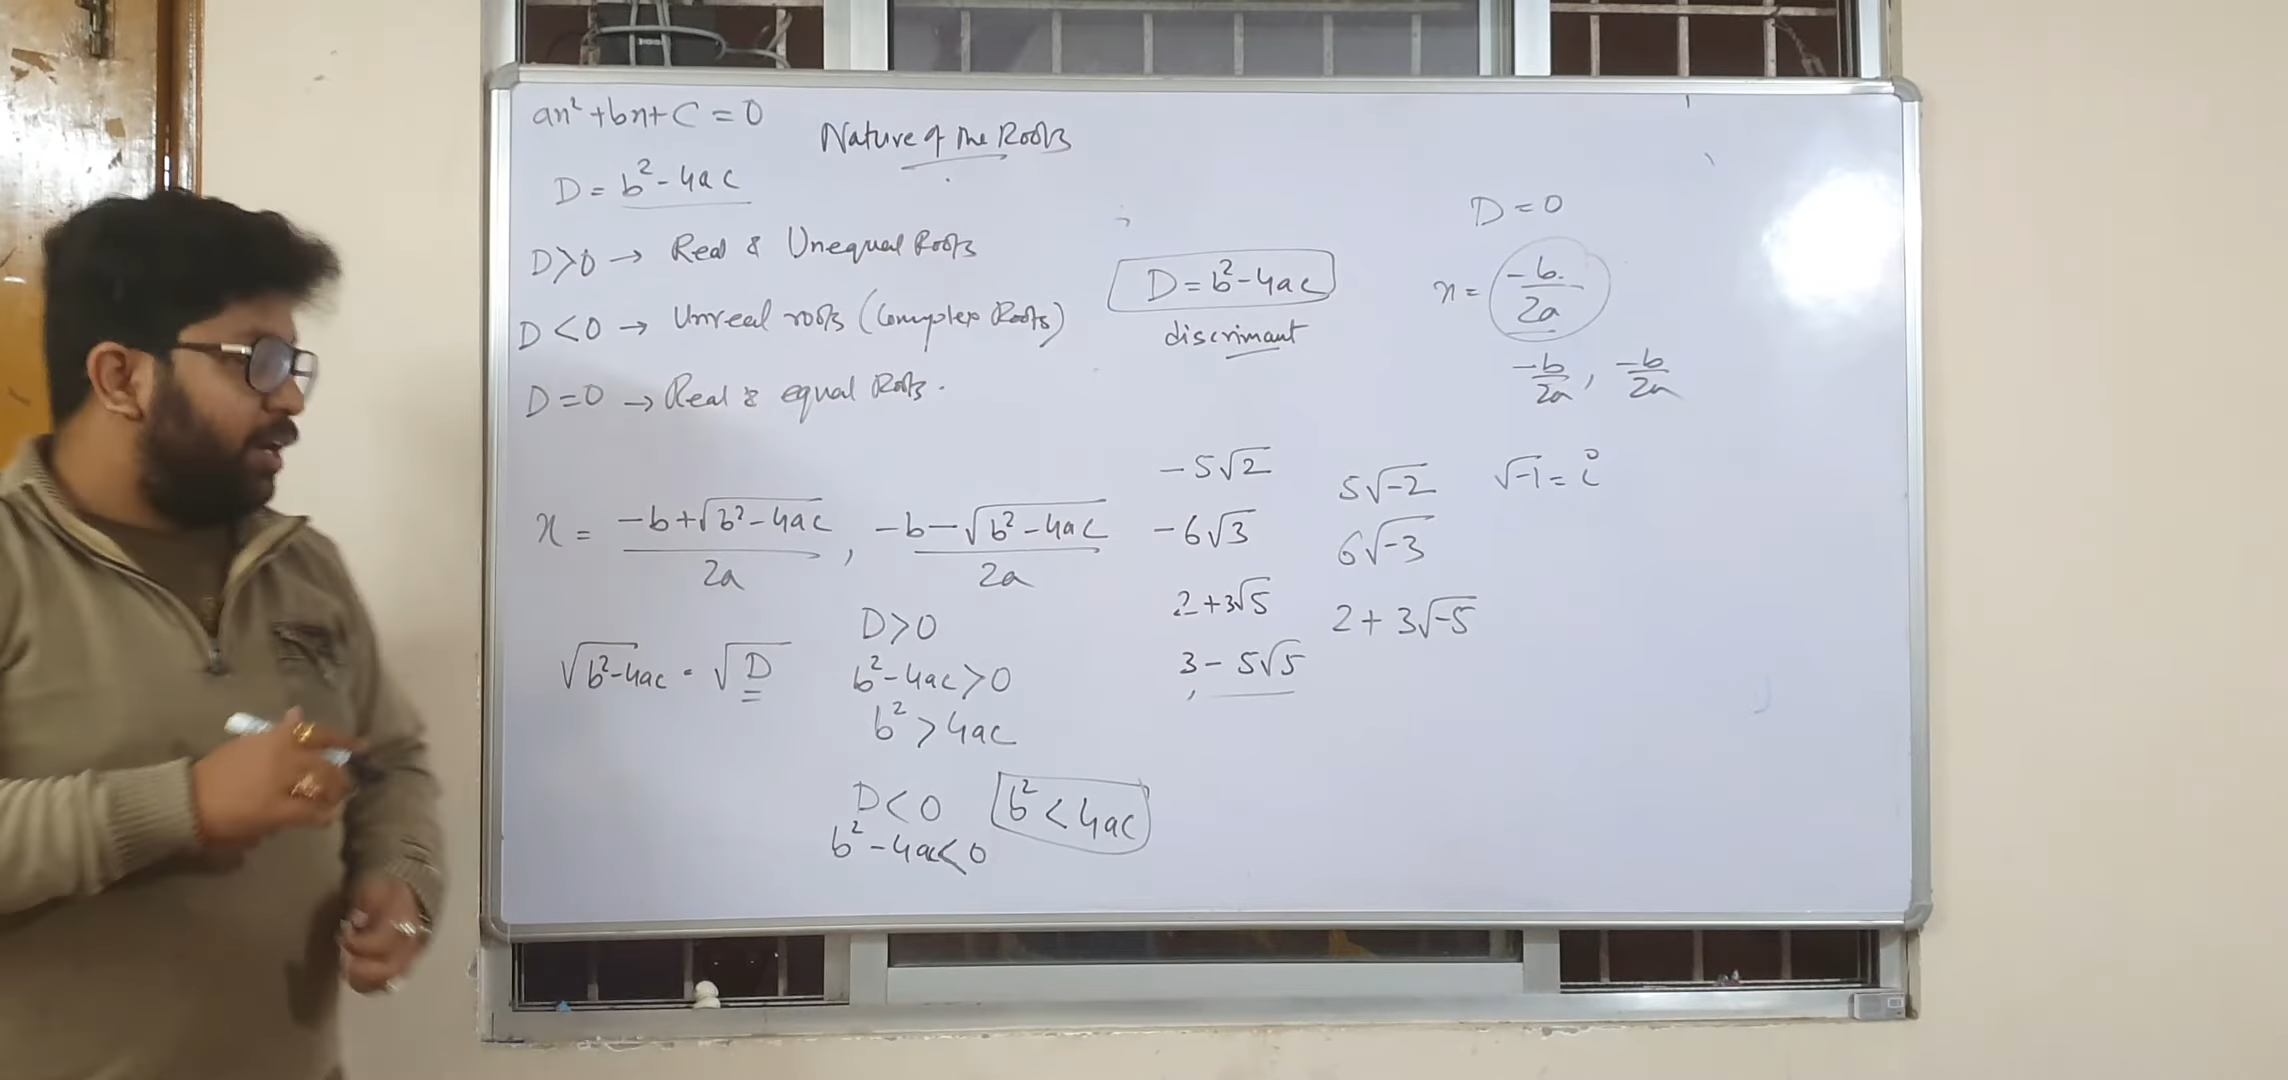 ax² + bx + c = 0
Nature of the Roots
D = b² - 4ac
D > 0 → Real & Unequal Roots
D < 0 → Unreal roots (Complex Roots)
D = 0 → Real & equal Roots.
D = b² - 4ac
discrimant
D = 0
x = -b/2a
-b/2a , -b/2a
x = -b + √b² - 4ac / 2a , -b - √b² - 4ac / 2a
√b² - 4ac = √D
D > 0
b² - 4ac > 0
b² > 4ac
D < 0
b² < 4ac
b² - 4ac < 0
- 5√2
- 6√3
2 + 3√5
3 - 5√5
5√-2
6√-3
2 + 3√-5
√-1 = i